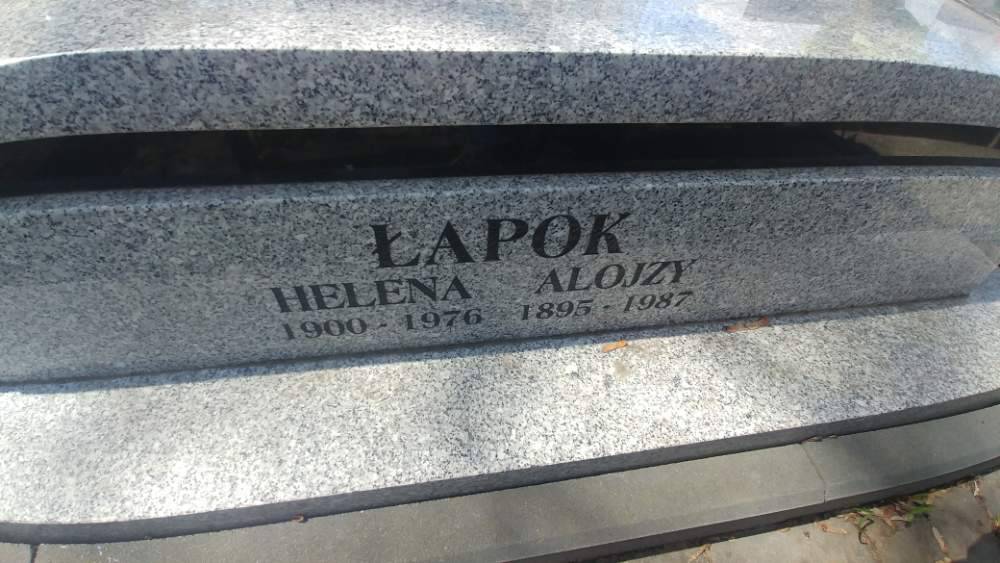 ŁAPOK
HELENA ALOJZY
1900 - 1976 1895 - 1987